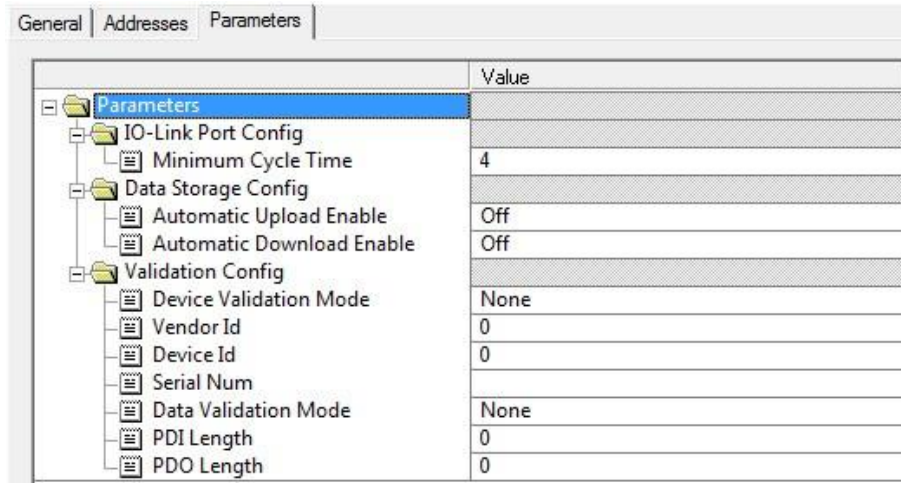 General Addresses Parameters
Value
Parameters
IO-Link Port Config
Minimum Cycle Time 4
Data Storage Config
Automatic Upload Enable Off
Automatic Download Enable Off
Validation Config
Device Validation Mode None
Vendor Id 0
Device Id 0
Serial Num
Data Validation Mode None
PDI Length 0
PDO Length 0